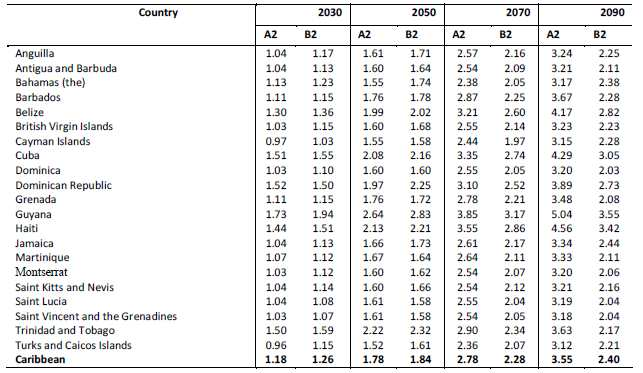 Country 2030 2050 2070 2090
A2 B2 A2 B2 A2 B2 A2 B2
Anguilla 1.04 1.17 1.61 1.71 2.57 2.16 3.24 2.25
Antigua and Barbuda 1.04 1.13 1.60 1.64 2.54 2.09 3.21 2.11
Bahamas (the) 1.13 1.23 1.55 1.74 2.38 2.05 3.17 2.38
Barbados 1.11 1.15 1.76 1.78 2.87 2.25 3.67 2.28
Belize 1.30 1.36 1.99 2.02 3.21 2.60 4.17 2.82
British Virgin Islands 1.03 1.15 1.60 1.68 2.55 2.14 3.23 2.23
Cayman Islands 0.97 1.03 1.55 1.58 2.44 1.97 3.15 2.28
Cuba 1.51 1.55 2.08 2.16 3.35 2.74 4.29 3.05
Dominica 1.03 1.10 1.60 1.60 2.55 2.05 3.20 2.03
Dominican Republic 1.52 1.50 1.97 2.25 3.10 2.52 3.89 2.73
Grenada 1.11 1.15 1.76 1.72 2.78 2.21 3.48 2.08
Guyana 1.73 1.94 2.64 2.83 3.85 3.17 5.04 3.55
Haiti 1.44 1.51 2.13 2.21 3.55 2.86 4.56 3.42
Jamaica 1.04 1.13 1.66 1.73 2.61 2.17 3.34 2.44
Martinique 1.07 1.12 1.67 1.64 2.64 2.11 3.33 2.11
Montserrat 1.03 1.12 1.60 1.62 2.54 2.07 3.20 2.06
Saint Kitts and Nevis 1.04 1.14 1.60 1.66 2.54 2.12 3.21 2.16
Saint Lucia 1.04 1.08 1.61 1.58 2.55 2.04 3.19 2.04
Saint Vincent and the Grenadines 1.03 1.07 1.61 1.58 2.54 2.05 3.18 2.04
Trinidad and Tobago 1.50 1.59 2.22 2.32 2.90 2.34 3.63 2.17
Turks and Caicos Islands 0.96 1.15 1.52 1.61 2.36 2.07 3.12 2.21
Caribbean 1.18 1.26 1.78 1.84 2.78 2.28 3.55 2.40